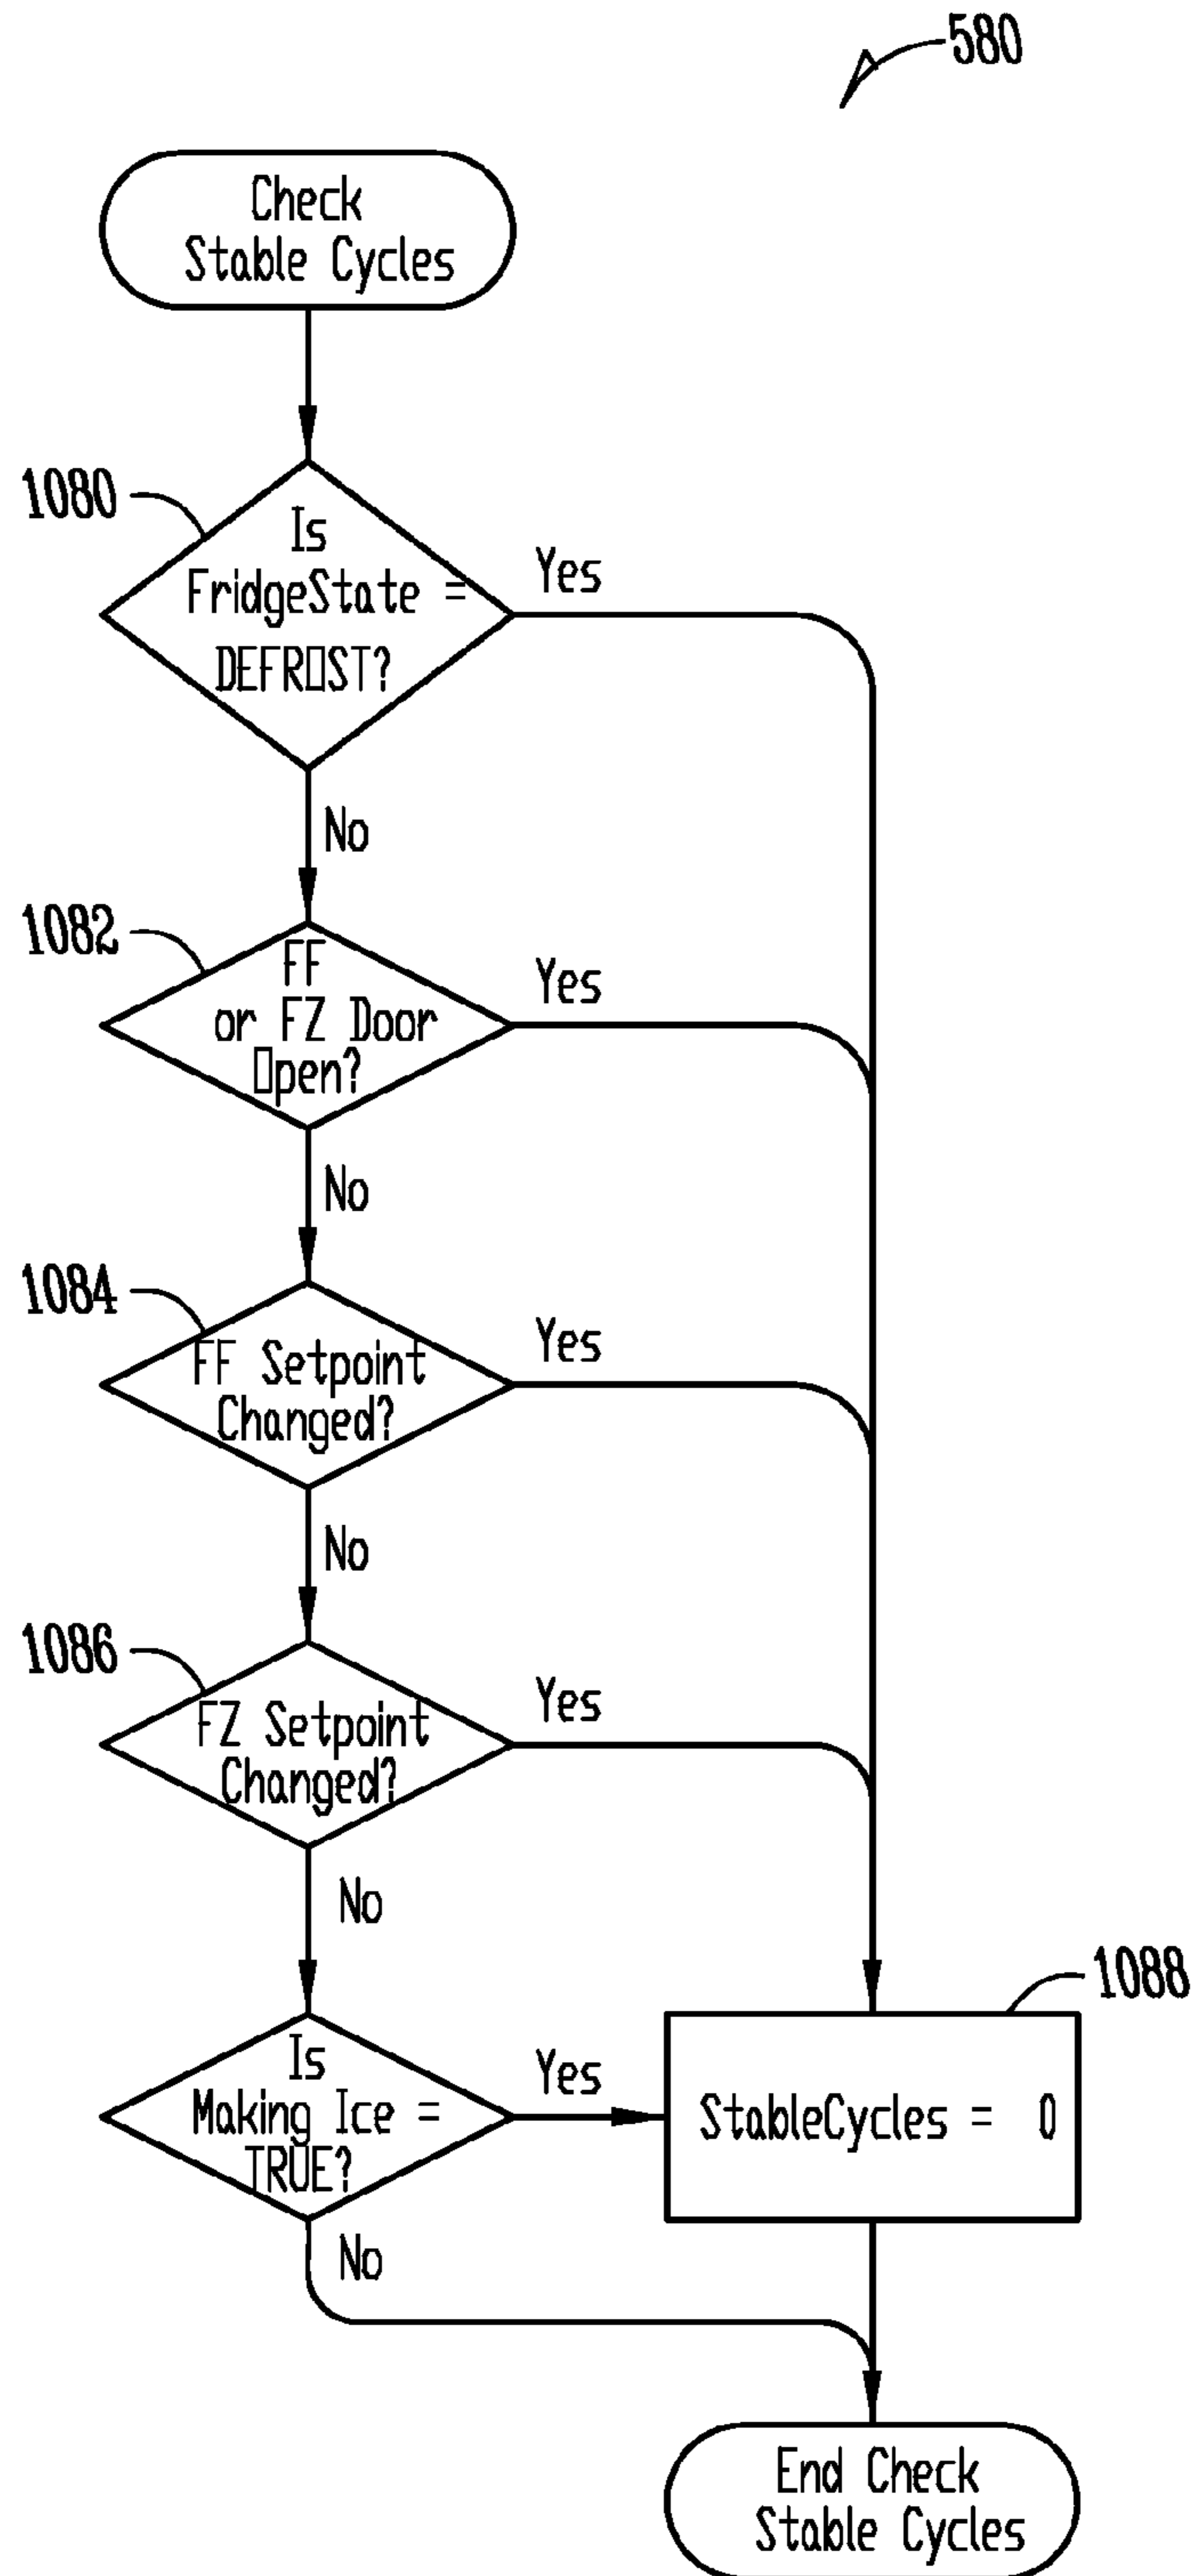 580
Check
Stable Cycles
1080
Is
FridgeState =
DEFROST?
Yes
No
1082
FF
or FZ Door
Open?
Yes
No
1084
FF Setpoint
Changed?
Yes
No
1086
FZ Setpoint
Changed?
Yes
No
Is
Making Ice =
TRUE?
Yes
No
1088
StableCycles = 0
End Check
Stable Cycles